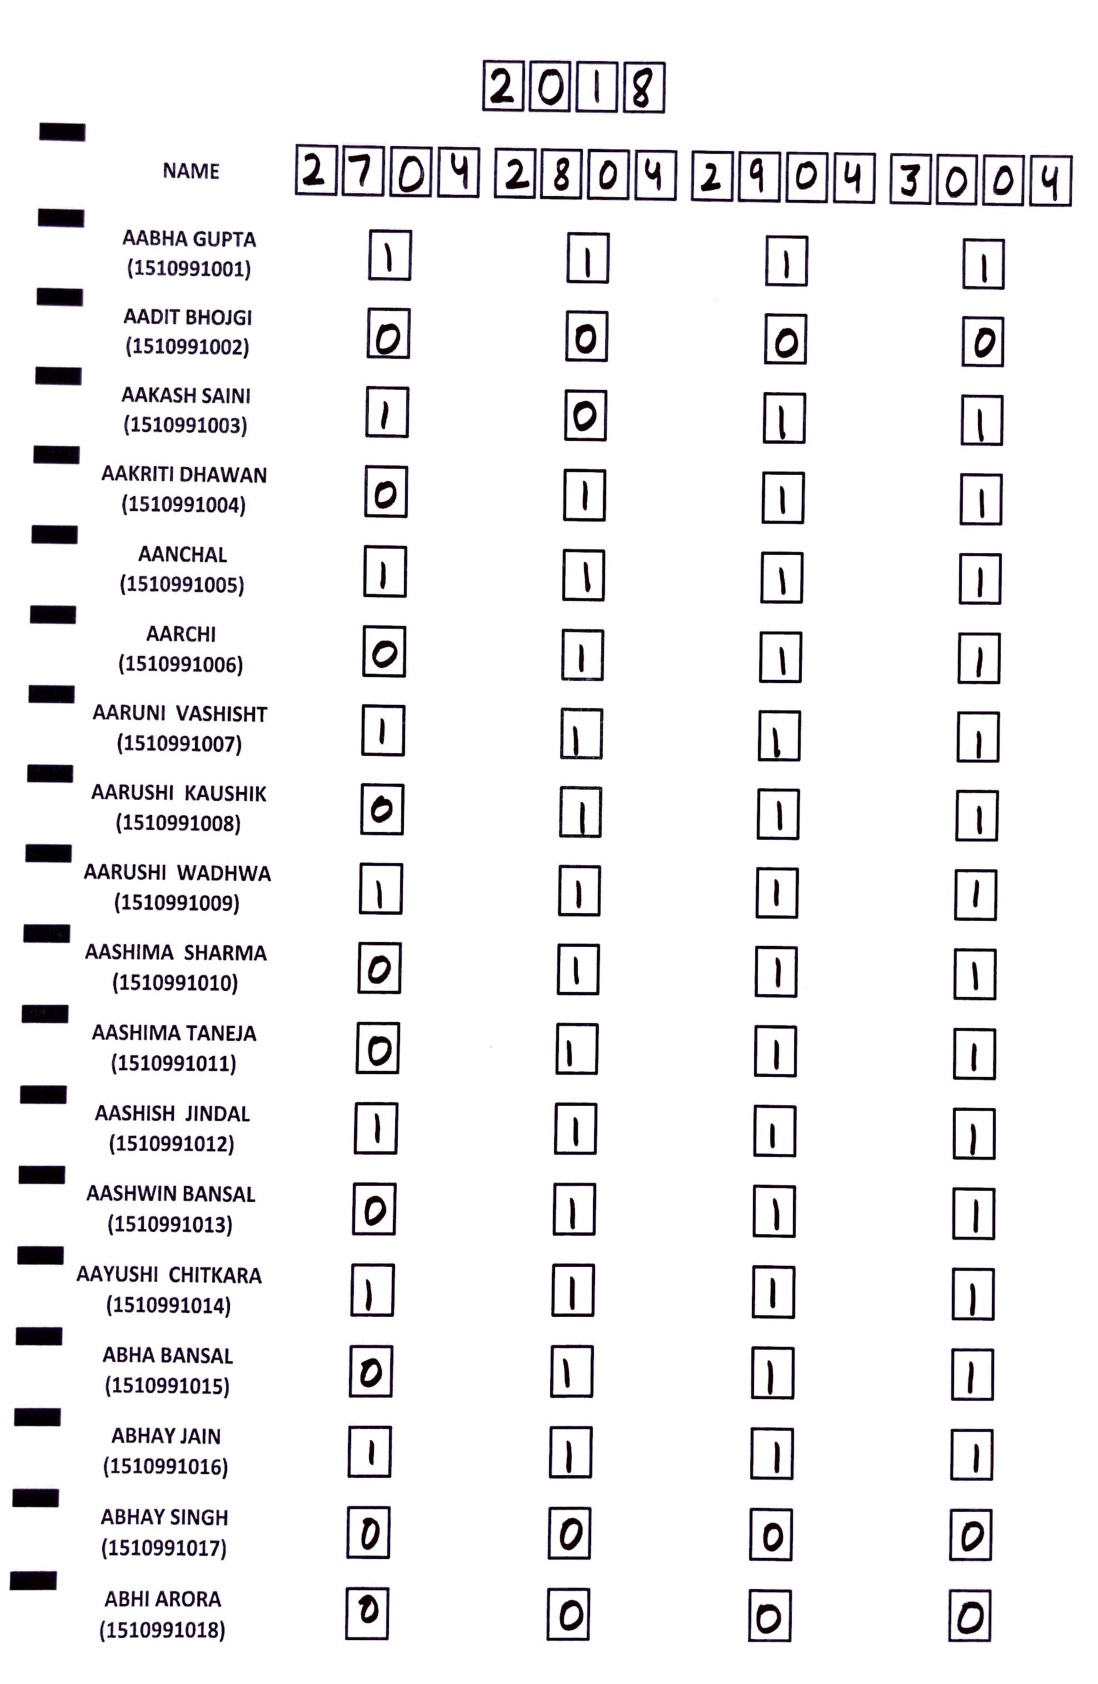 2018
NAME 2704 2804 2904 3004
AABHA GUPTA 1 1 1 1
(1510991001)
AADIT BHOJGI 0 0 0 0
(1510991002)
AAKASH SAINI 1 0 1 1
(1510991003)
AAKRITI DHAWAN 0 1 1 1
(1510991004)
AANCHAL 1 1 1 1
(1510991005)
AARCHI 0 1 1 1
(1510991006)
AARUNI VASHISHT 1 1 1 1
(1510991007)
AARUSHI KAUSHIK 0 1 1 1
(1510991008)
AARUSHI WADHWA 1 1 1 1
(1510991009)
AASHIMA SHARMA 0 1 1 1
(1510991010)
AASHIMA TANEJA 0 1 1 1
(1510991011)
AASHISH JINDAL 1 1 1 1
(1510991012)
AASHWIN BANSAL 0 1 1 1
(1510991013)
AAYUSHI CHITKARA 1 1 1 1
(1510991014)
ABHA BANSAL 0 1 1 1
(1510991015)
ABHAY JAIN 1 1 1 1
(1510991016)
ABHAY SINGH 0 0 0 0
(1510991017)
ABHI ARORA 0 0 0 0
(1510991018)